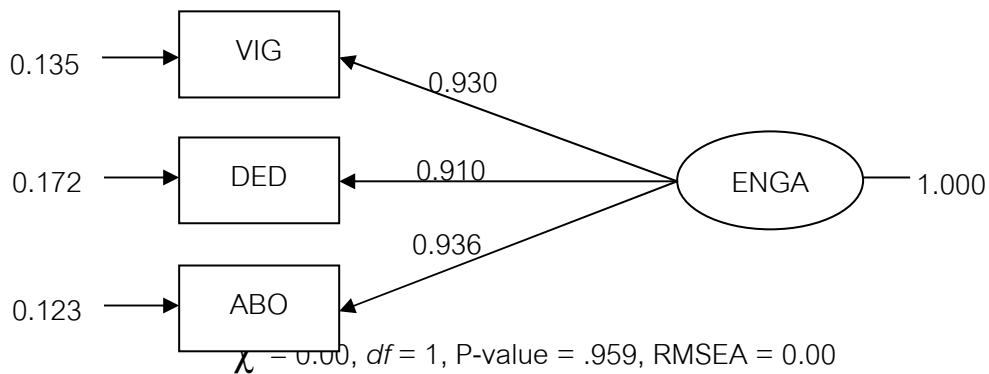 VIG
0.135
0.930
DED
0.172
0.910
ENGA
1.000
0.936
ABO
0.123
χ = 0.00, df = 1, P-value = .959, RMSEA = 0.00